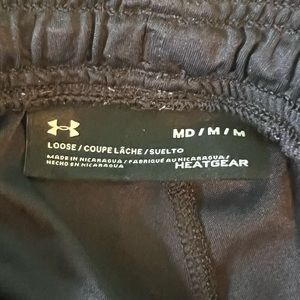 MD / M / M
LOOSE / COUPE LÂCHE / SUELTO
MADE IN NICARAGUA / FABRIQUÉ AU NICARAGUA /
HECHO EN NICARAGUA
HEATGEAR